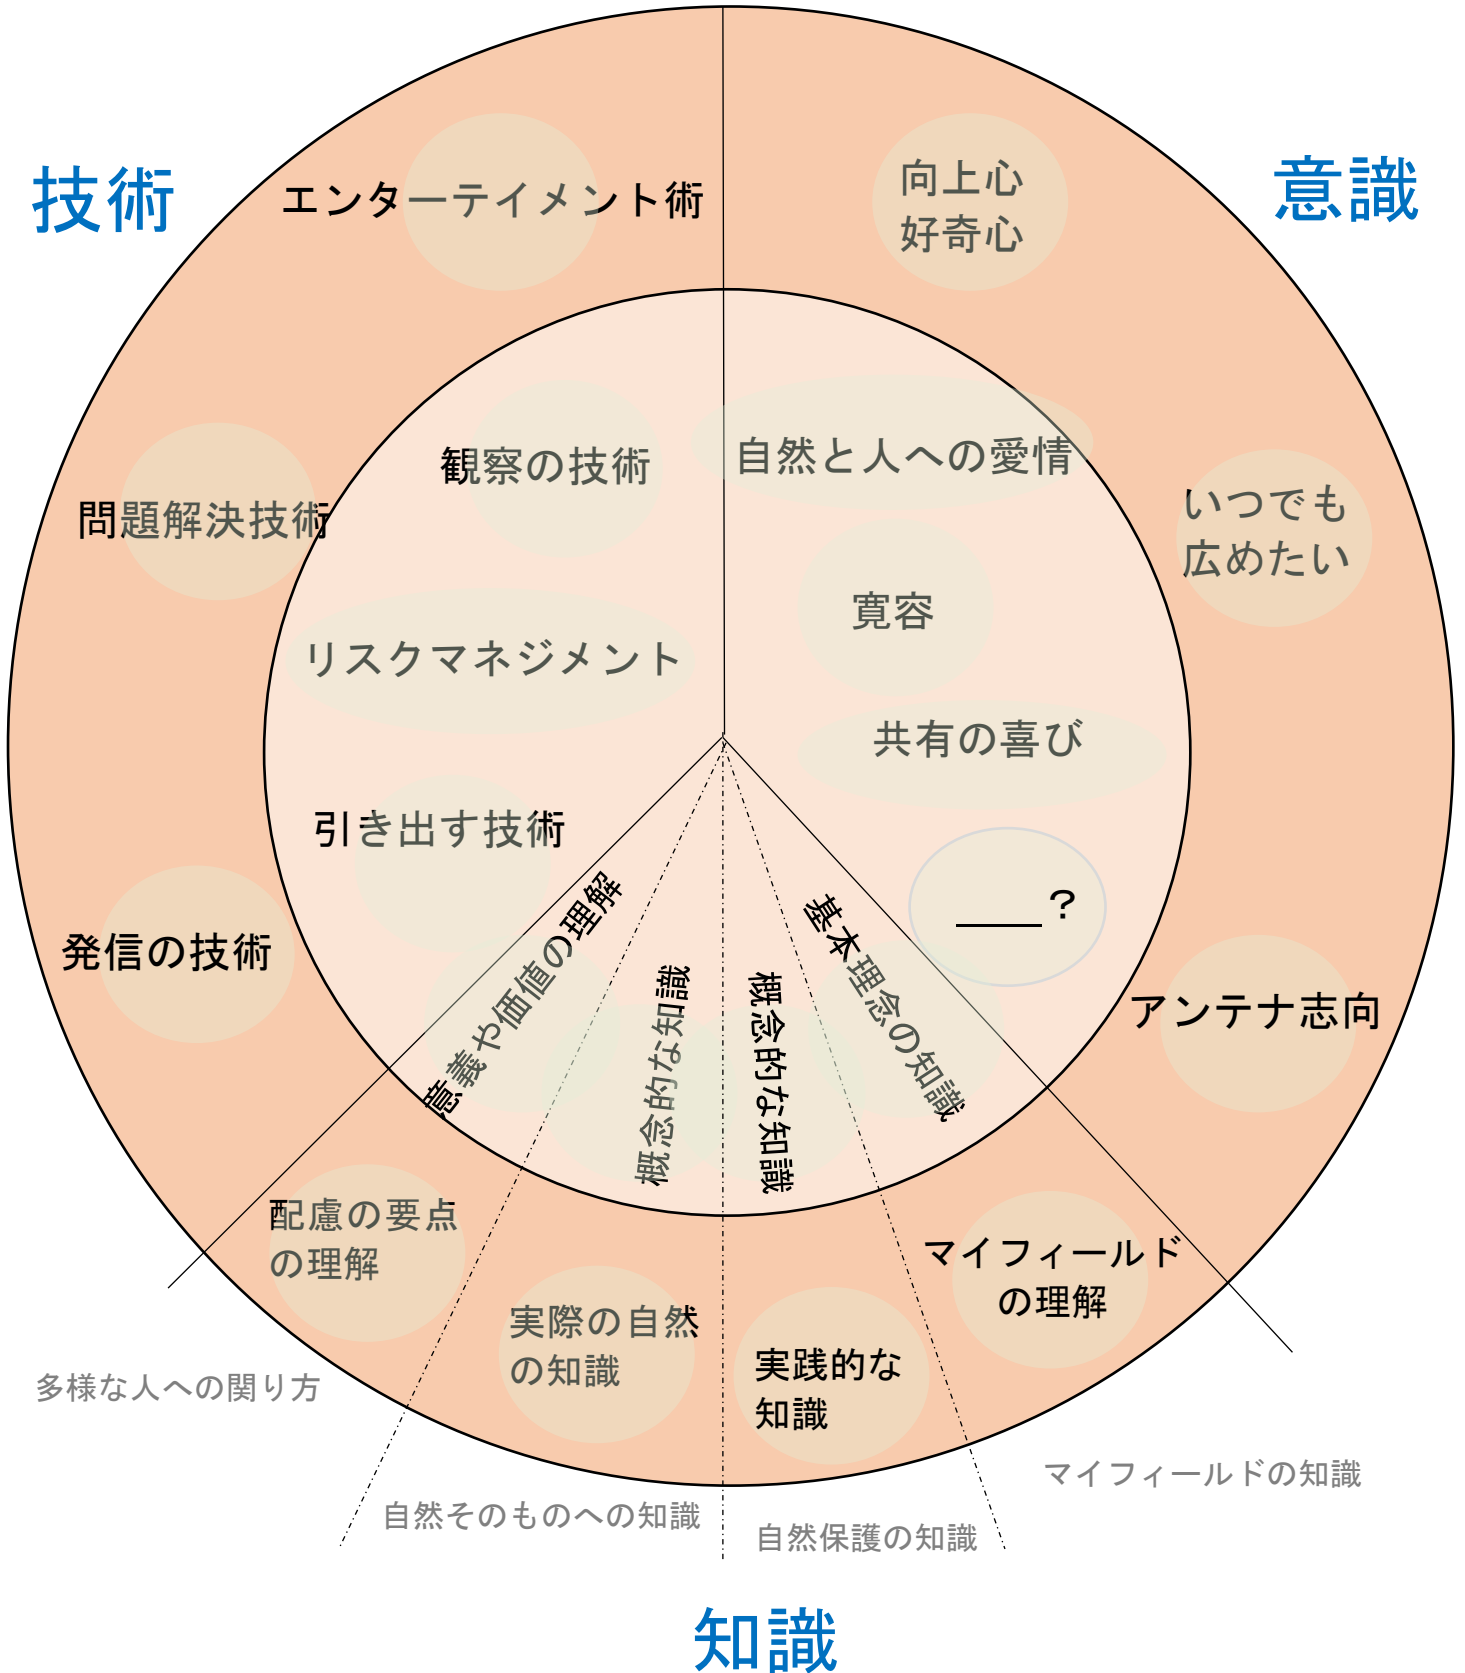 技術
意識
エンターテイメント術
向上心
好奇心
観察の技術
自然と人への愛情
問題解決技術
いつでも
広めたい
寛容
リスクマネジメント
共有の喜び
引き出す技術
____?
発信の技術
意義や価値の理解
概念的な知識
概念的な知識
基本理念の知識
アンテナ志向
配慮の要点
の理解
実際の自然
の知識
実践的な
知識
マイフィールド
の理解
多様な人への関り方
自然そのものへの知識
自然保護の知識
マイフィールドの知識
知識